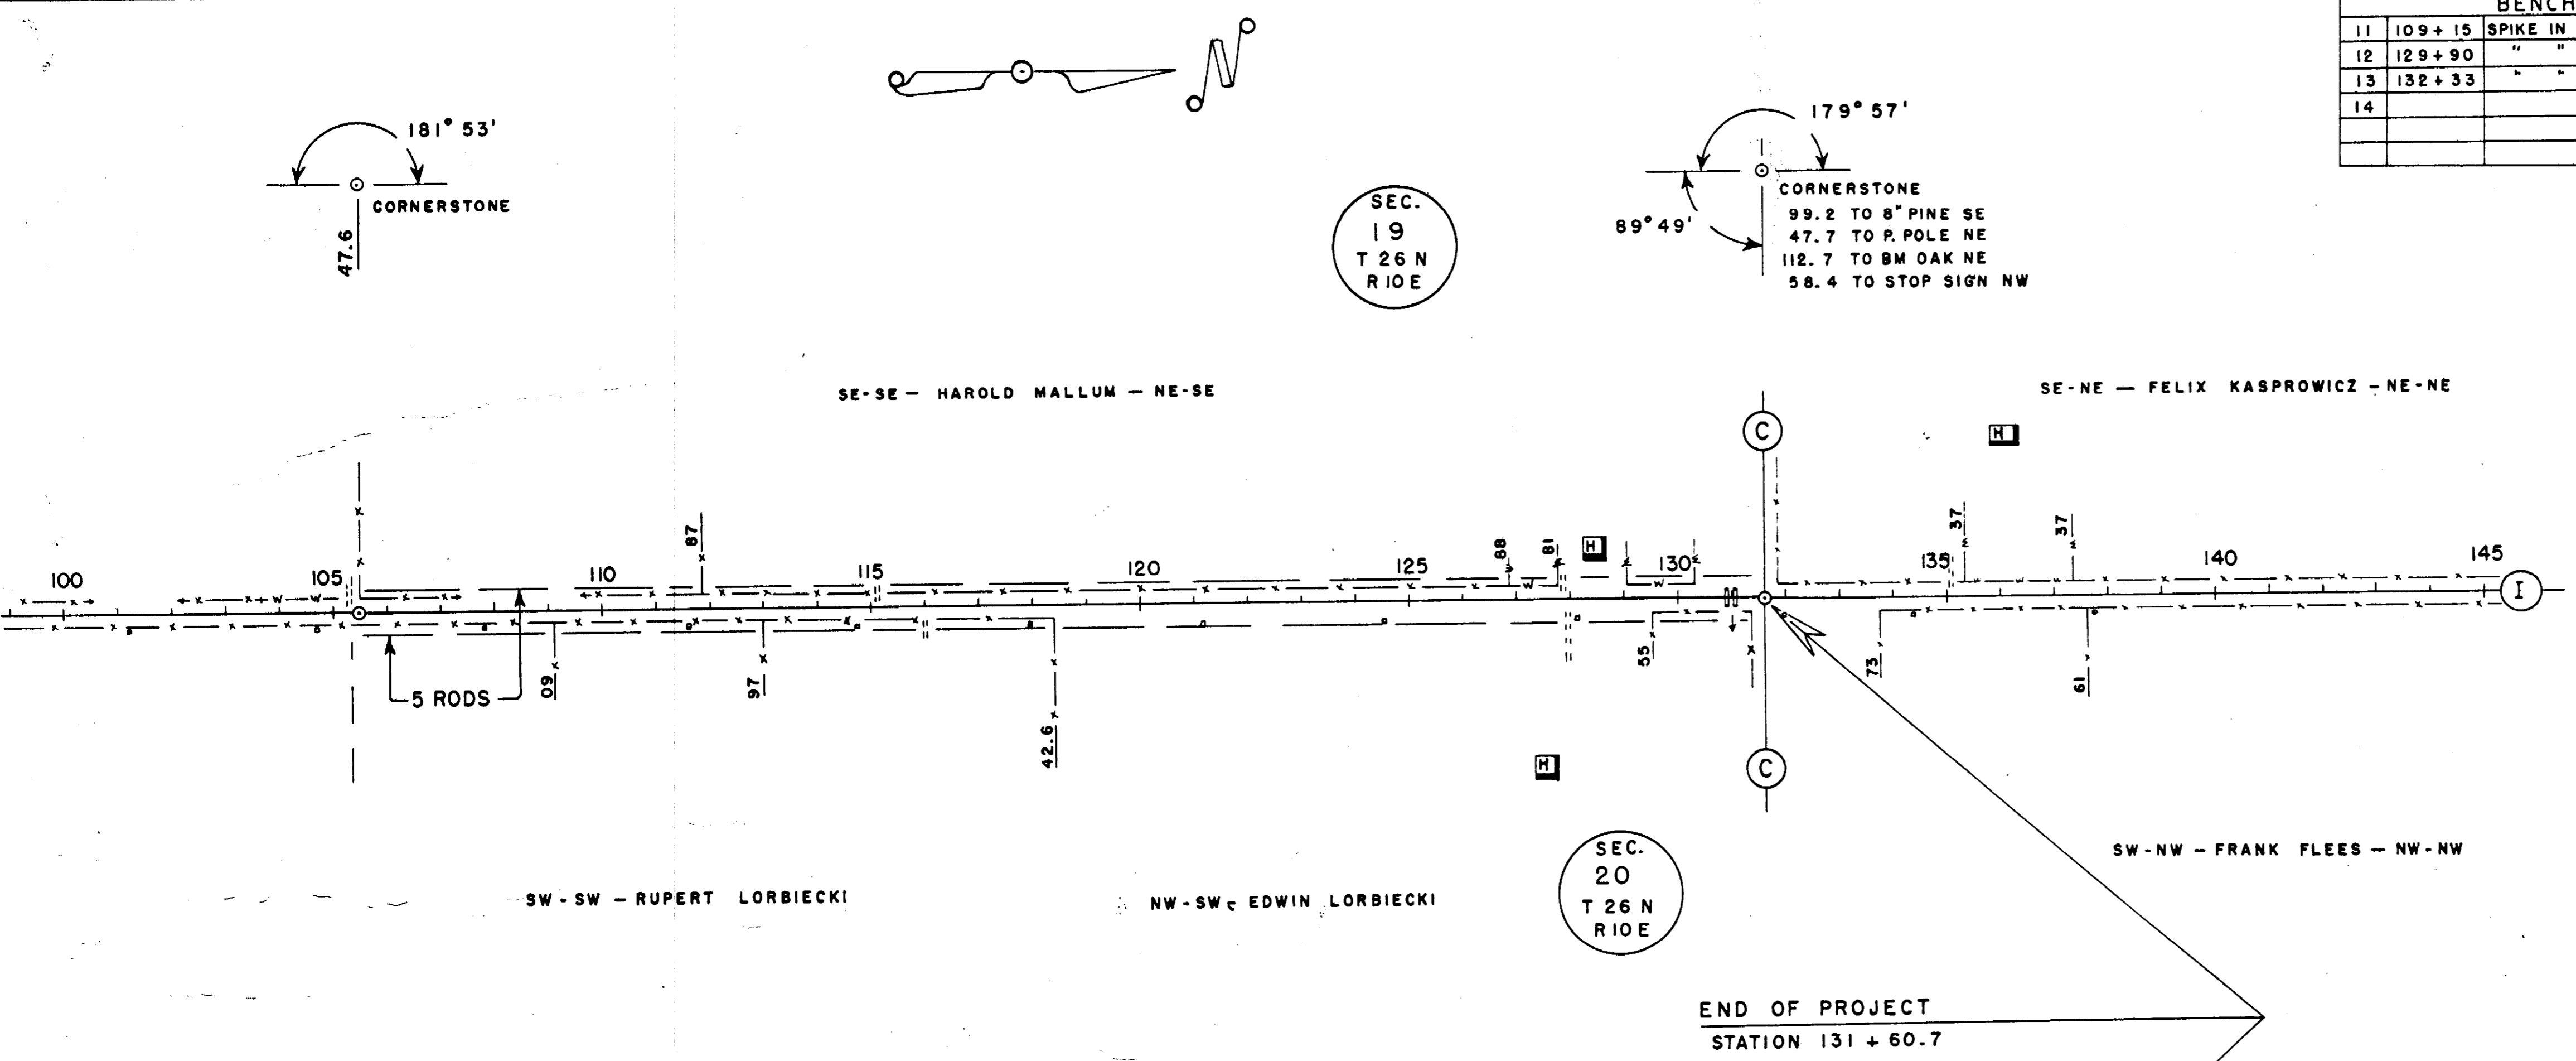 BENCH
11 109+15 SPIKE IN
12 129+90 " "
13 132+33 " "
14
N
181° 53'
CORNERSTONE
47.6
179° 57'
89° 49'
CORNERSTONE
99.2 TO 8" PINE SE
47.7 TO P. POLE NE
112.7 TO BM OAK NE
58.4 TO STOP SIGN NW
SEC.
19
T 26 N
R 10 E
SE-SE — HAROLD MALLUM — NE-SE
SE-NE — FELIX KASPROWICZ — NE-NE
C
H
H
100 105 110 115 120 125 130 135 140 145
87
88
81
37
37
I
5 RODS
09
97
42.6
55
73
61
H
C
SEC.
20
T 26 N
R 10 E
SW-SW — RUPERT LORBIECKI
NW-SW — EDWIN LORBIECKI
SW-NW — FRANK FLEES — NW-NW
END OF PROJECT
STATION 131 + 60.7